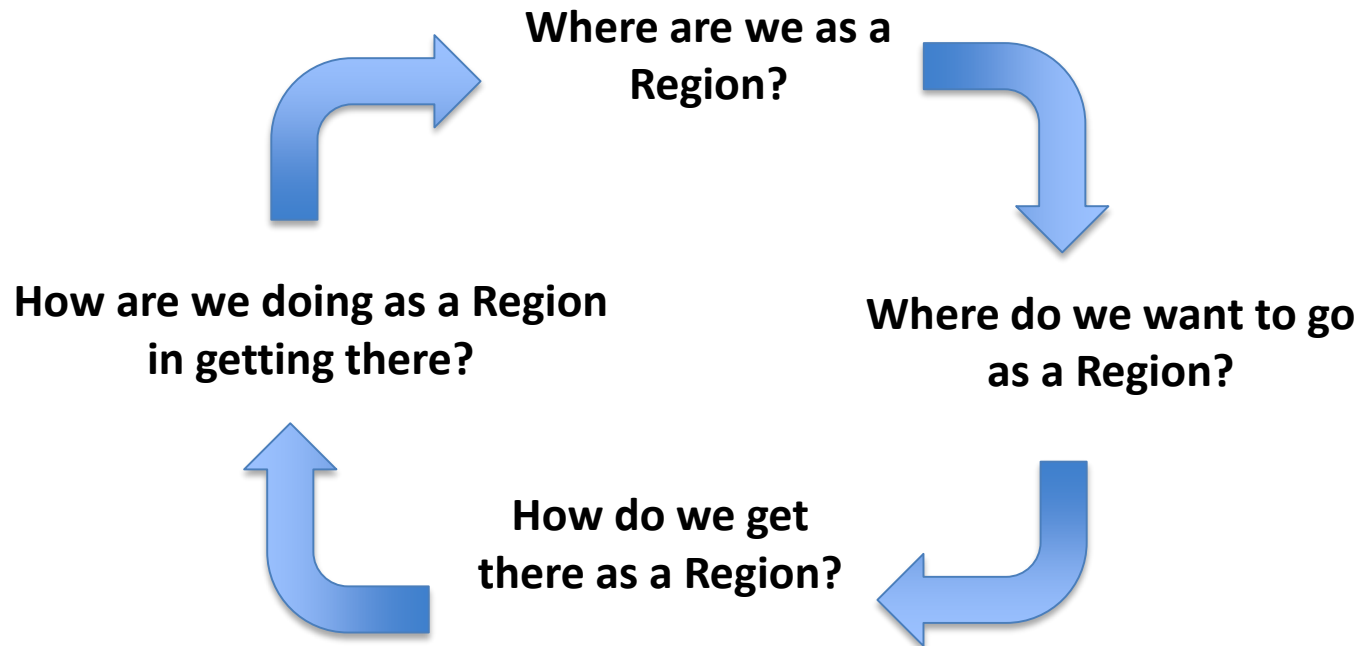 Where are we as a
Region?
Where do we want to go
as a Region?
How do we get
there as a Region?
How are we doing as a Region
in getting there?